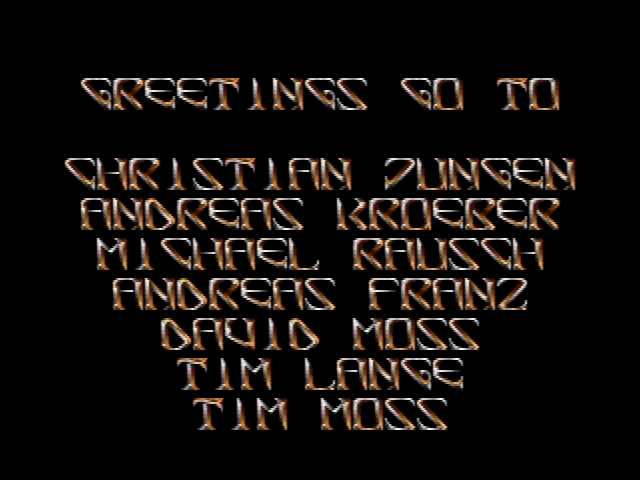 GREETINGS GO TO
CHRISTIAN JUNGEN
ANDREAS KROEBER
MICHAEL RAUSCH
ANDREAS FRANZ
DAVID MOSS
TIM LANGE
TIM MOSS